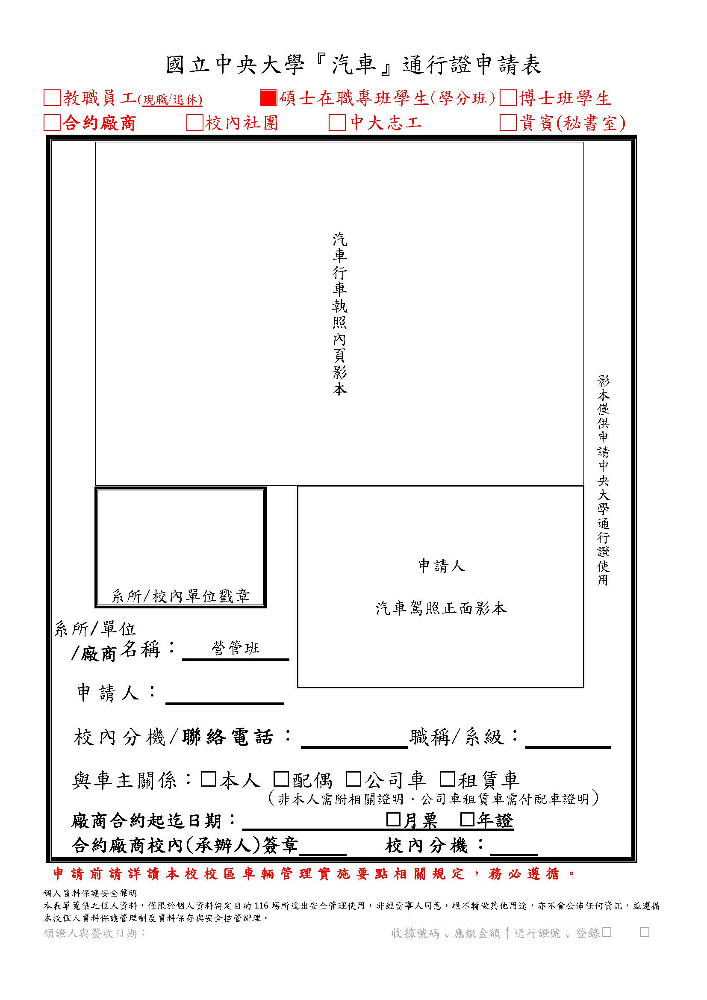 國立中央大學『汽車』通行證申請表
□教職員工(現職/退休) ■碩士在職專班學生(學分班) □博士班學生
□合約廠商 □校內社團 □中大志工 □貴賓(秘書室)
汽車行車執照內頁影本
影本僅供申請中央大學通行證使用
系所/校內單位戳章
申請人
汽車駕照正面影本
系所/單位
/廠商名稱： 營管班
申請人：
校內分機/聯絡電話： 職稱/系級：
與車主關係：□本人 □配偶 □公司車 □租賃車
（非本人需附相關證明、公司車租賃車需付配車證明）
廠商合約起迄日期： □月票 □年證
合約廠商校內(承辦人)簽章 校內分機：
申請前請詳讀本校校區車輛管理實施要點相關規定，務必遵循。
個人資料保護安全聲明
本表單蒐集之個人資料，僅限於個人資料特定目的 116 場所進出安全管理使用，非經當事人同意，絕不轉做其他用途，亦不會公佈任何資訊，並遵循
本校個人資料保護管理制度資料保存與安全控管辦理。
領證人與簽收日期： 收據號碼↓應繳金額↑通行證號↓登錄□ □